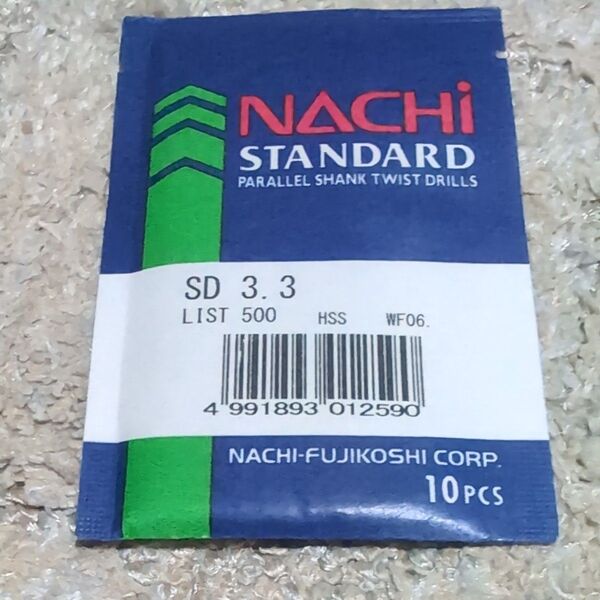 NACHi
STANDARD
PARALLEL SHANK TWIST DRILLS
SD 3.3
LIST 500 HSS WF06.
4 991893 012590
NACHI-FUJIKOSHI CORP.
10 PCS